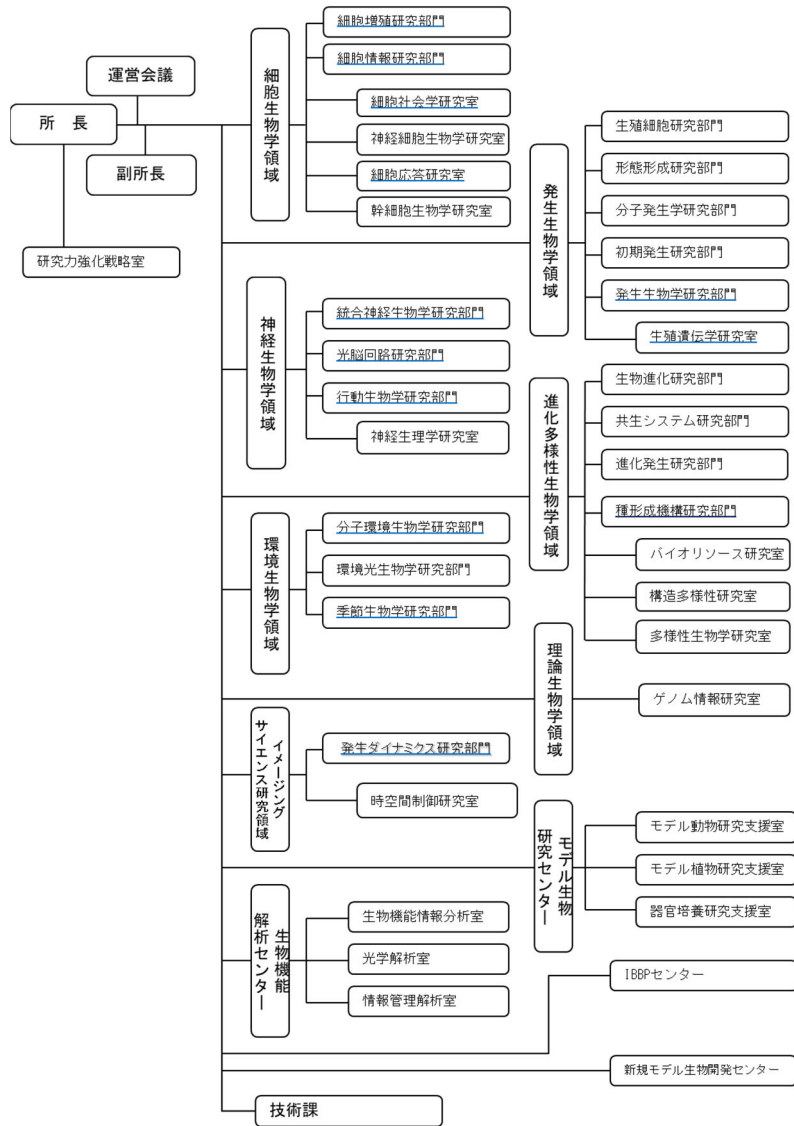 運営会議
所　長
副所長
研究力強化戦略室
細胞生物学領域
細胞増殖研究部門
細胞情報研究部門
細胞社会学研究室
神経細胞生物学研究室
細胞応答研究室
幹細胞生物学研究室
発生生物学領域
生殖細胞研究部門
形態形成研究部門
分子発生学研究部門
初期発生研究部門
発生生物学研究部門
生殖遺伝学研究室
神経生物学領域
統合神経生物学研究部門
光脳回路研究部門
行動生物学研究部門
神経生理学研究室
進化多様性生物学領域
生物進化研究部門
共生システム研究部門
進化発生研究部門
種形成機構研究部門
バイオリソース研究室
構造多様性研究室
多様性生物学研究室
環境生物学領域
分子環境生物学研究部門
環境光生物学研究部門
季節生物学研究部門
理論生物学領域
ゲノム情報研究室
イメージング
サイエンス研究領域
発生ダイナミクス研究部門
時空間制御研究室
モデル生物
研究センター
モデル動物研究支援室
モデル植物研究支援室
器官培養研究支援室
生物機能
解析センター
生物機能情報分析室
光学解析室
情報管理解析室
IBBPセンター
新規モデル生物開発センター
技術課